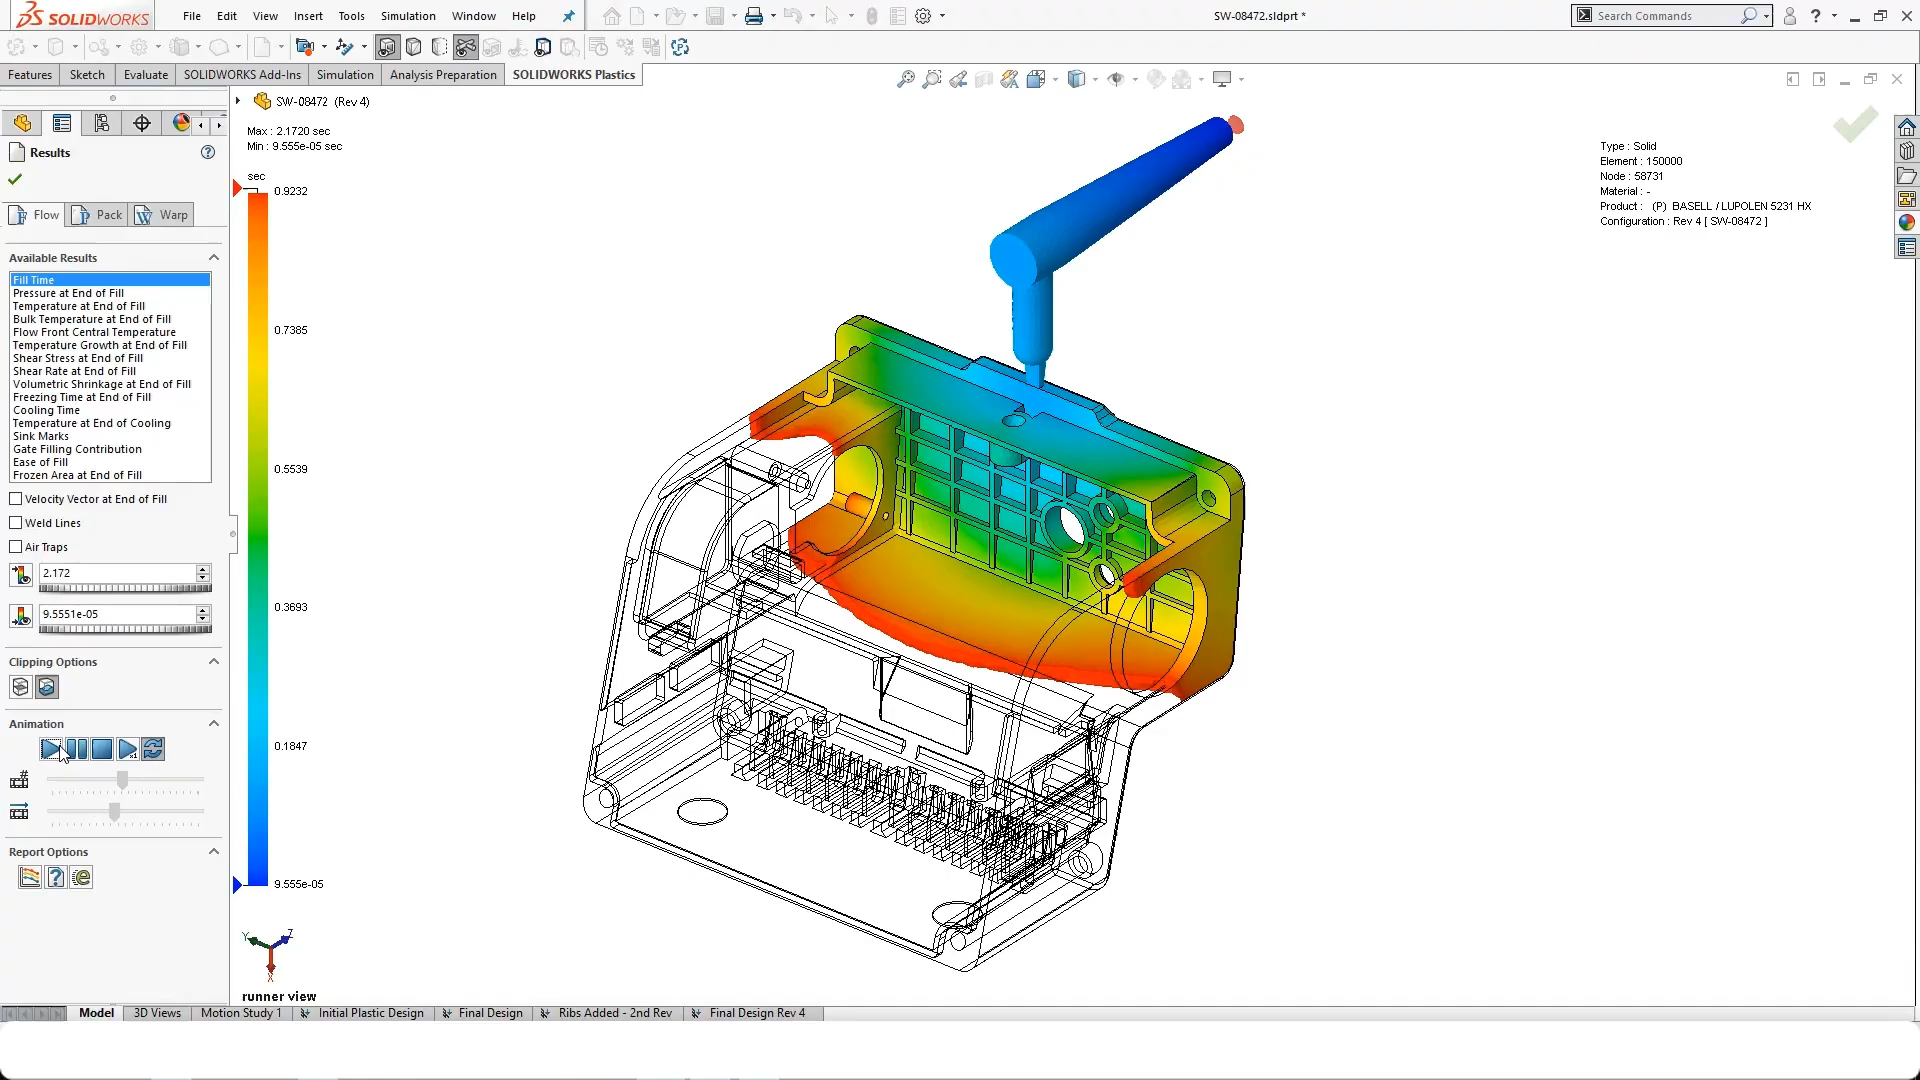 SOLIDWORKS
File Edit View Insert Tools Simulation Window Help
SW-08472.sldprt *
Search Commands
Features Sketch Evaluate SOLIDWORKS Add-Ins Simulation Analysis Preparation SOLIDWORKS Plastics
SW-08472 (Rev 4)
Max : 2.1720 sec
Min : 9.555e-05 sec
sec
0.9232
0.7385
0.5539
0.3693
0.1847
9.555e-05
Type : Solid
Element : 150000
Node : 58731
Material : -
Product : (P) BASELL / LUPOLEN 5231 HX
Configuration : Rev 4 [ SW-08472 ]
Results
Flow Pack Warp
Available Results
Fill Time
Pressure at End of Fill
Temperature at End of Fill
Bulk Temperature at End of Fill
Flow Front Central Temperature
Temperature Growth at End of Fill
Shear Stress at End of Fill
Shear Rate at End of Fill
Volumetric Shrinkage at End of Fill
Freezing Time at End of Fill
Cooling Time
Temperature at End of Cooling
Sink Marks
Gate Filling Contribution
Ease of Fill
Frozen Area at End of Fill
Velocity Vector at End of Fill
Weld Lines
Air Traps
2.172
9.5551e-05
Clipping Options
Animation
Report Options
Y Z
X
runner view
Model 3D Views Motion Study 1 Initial Plastic Design Final Design Ribs Added - 2nd Rev Final Design Rev 4